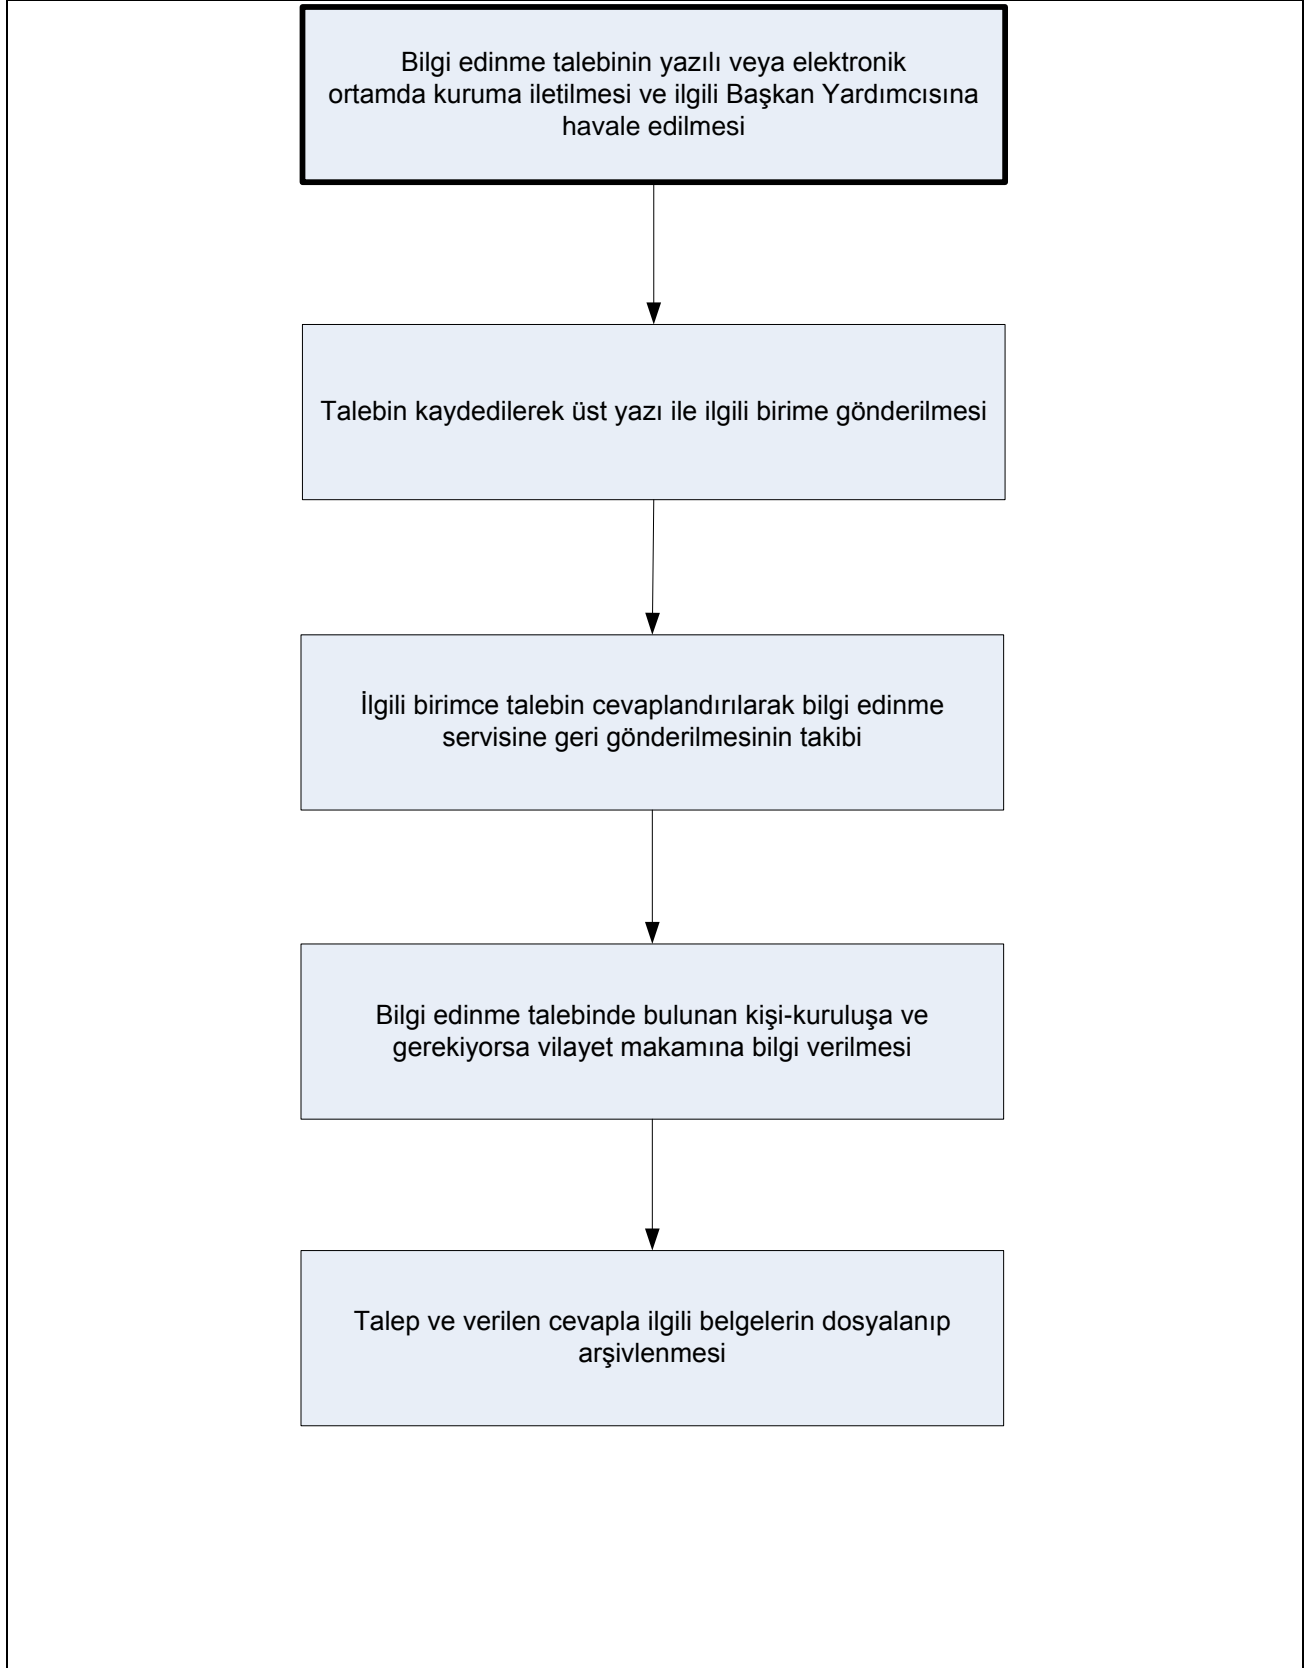 Bilgi edinme talebinin yazılı veya elektronik
ortamda kuruma iletilmesi ve ilgili Başkan Yardımcısına
havale edilmesi
Talebin kaydedilerek üst yazı ile ilgili birime gönderilmesi
İlgili birimce talebin cevaplandırılarak bilgi edinme
servisine geri gönderilmesinin takibi
Bilgi edinme talebinde bulunan kişi-kuruluşa ve
gerekiyorsa vilayet makamına bilgi verilmesi
Talep ve verilen cevapla ilgili belgelerin dosyalanıp
arşivlenmesi